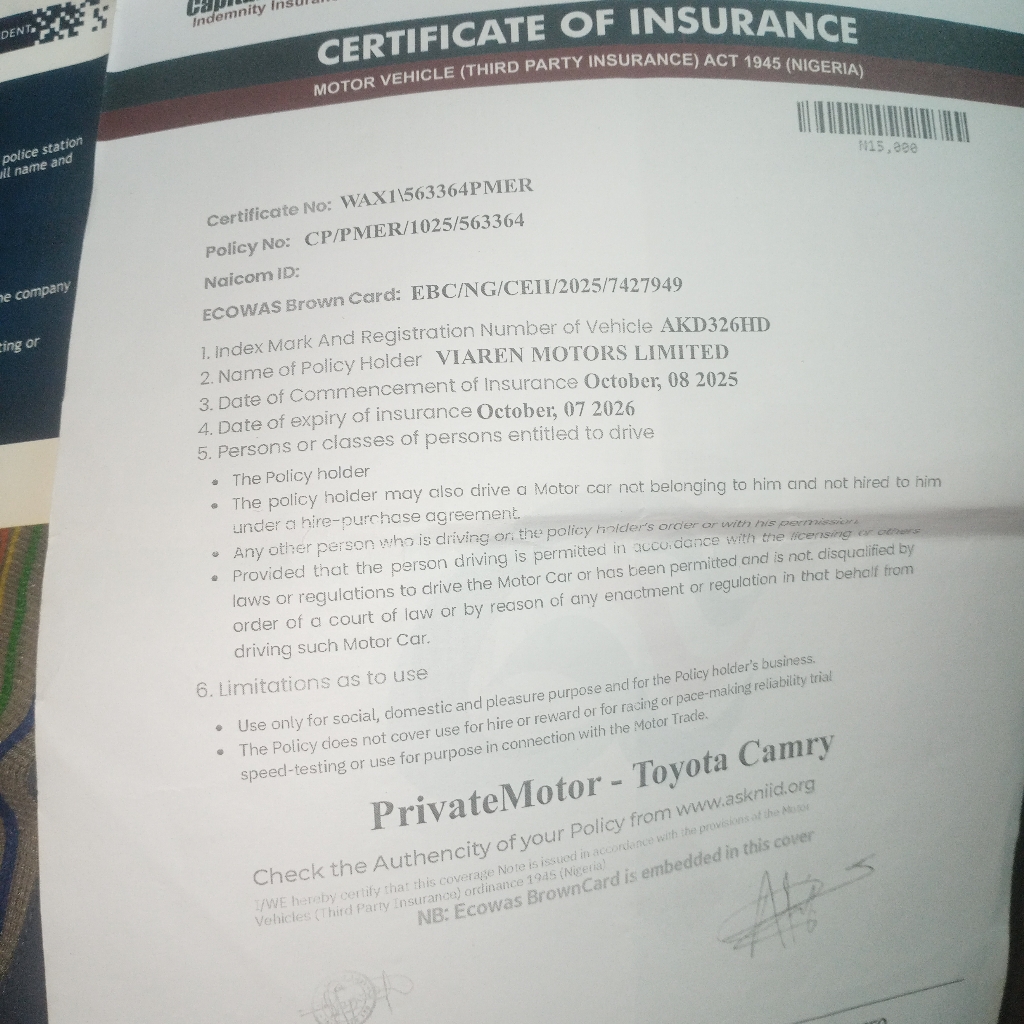 DENT
police station
ull name and
he company
ting or
Indemnity Insuran
CERTIFICATE OF INSURANCE
MOTOR VEHICLE (THIRD PARTY INSURANCE) ACT 1945 (NIGERIA)
₦15,000
Certificate No: WAX1\563364PMER
Policy No: CP/PMER/1025/563364
Naicom ID:
ECOWAS Brown Card: EBC/NG/CEII/2025/7427949
1. Index Mark And Registration Number of Vehicle AKD326HD
2. Name of Policy Holder VIAREN MOTORS LIMITED
3. Date of Commencement of Insurance October, 08 2025
4. Date of expiry of insurance October, 07 2026
5. Persons or classes of persons entitled to drive
• The Policy holder
• The policy holder may also drive a Motor car not belonging to him and not hired to him
under a hire-purchase agreement.
• Any other person who is driving on the policy holder's order or with his permission.
• Provided that the person driving is permitted in accordance with the licensing or others
laws or regulations to drive the Motor Car or has been permitted and is not disqualified by
order of a court of law or by reason of any enactment or regulation in that behalf from
driving such Motor Car.
6. Limitations as to use
• Use only for social, domestic and pleasure purpose and for the Policy holder's business.
• The Policy does not cover use for hire or reward or for racing or pace-making reliability trial
speed-testing or use for purpose in connection with the Motor Trade.
PrivateMotor - Toyota Camry
Check the Authencity of your Policy from www.askniid.org
I/WE hereby certify that this coverage Note is issued in accordance with the provisions of the Motor
Vehicles (Third Party Insurance) ordinance 1945 (Nigeria)
NB: Ecowas BrownCard is embedded in this cover